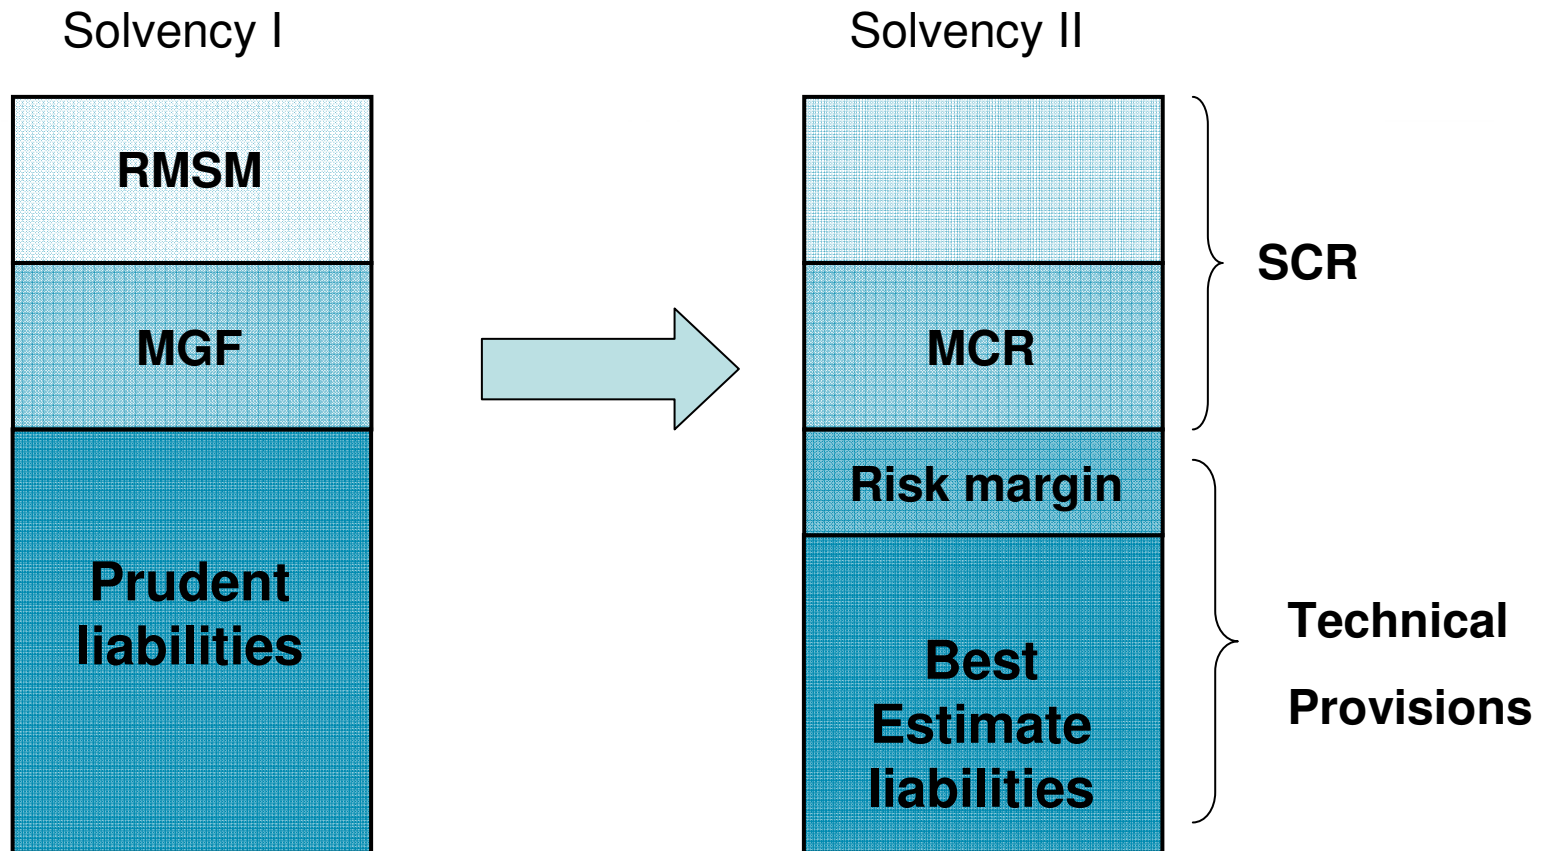 Solvency I
RMSM
MGF
Prudent
liabilities
Solvency II
MCR
Risk margin
Best
Estimate
liabilities
SCR
Technical
Provisions